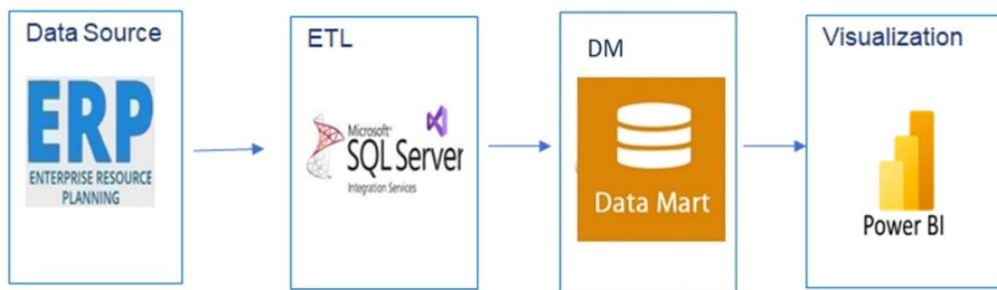 Data Source
ERP
ENTERPRISE RESOURCE
PLANNING
ETL
Microsoft®
SQL Server
Integration Services
DM
Data Mart
Visualization
Power BI